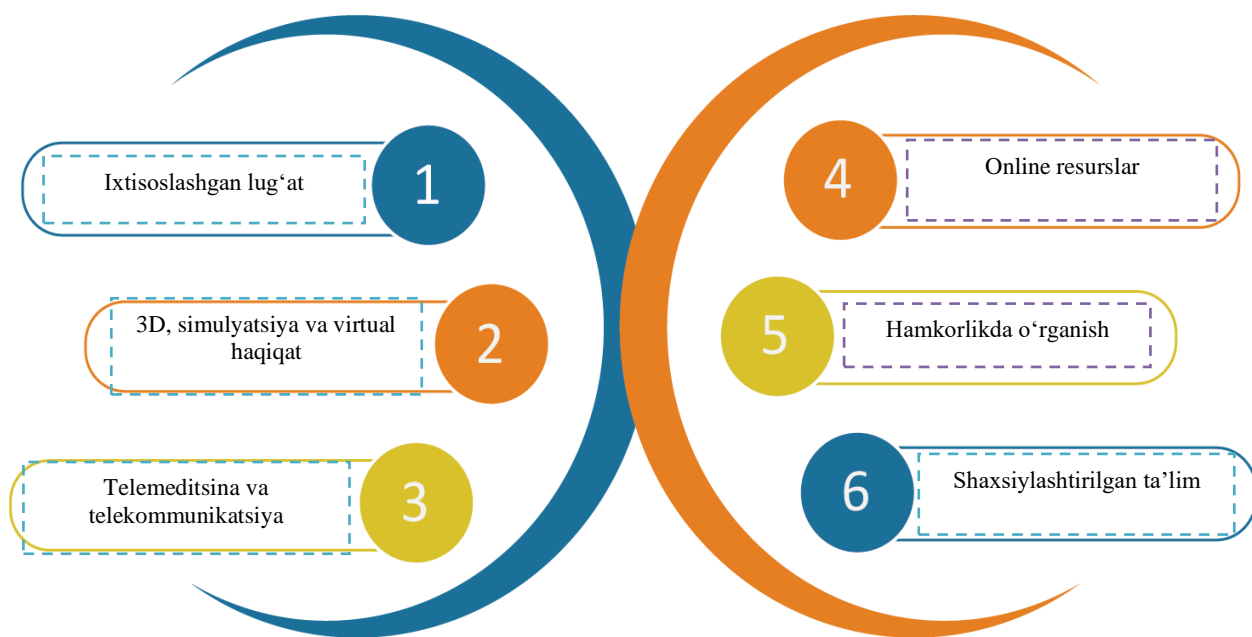 1
Ixtisoslashgan lug‘at
2
3D, simulyatsiya va virtual
haqiqat
3
Telemeditsina va
telekommunikatsiya
4
Online resurslar
5
Hamkorlikda o‘rganish
6
Shaxsiylashtirilgan ta’lim